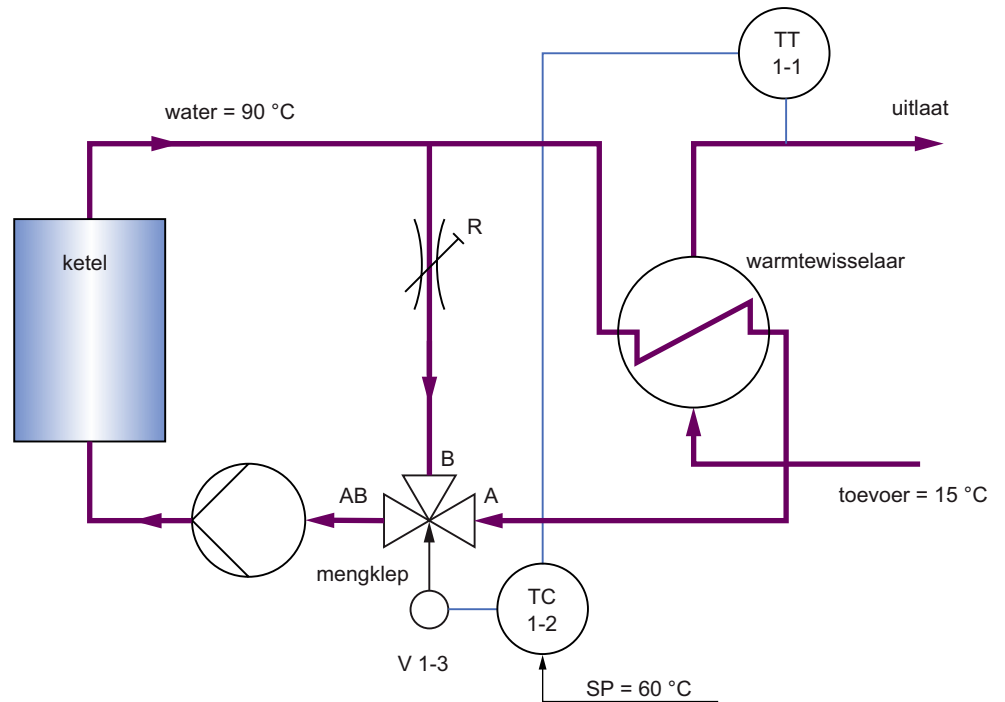 TT
1-1
water = 90 °C
uitlaat
R
ketel
warmtewisselaar
B
AB
A
toevoer = 15 °C
mengklep
TC
1-2
V 1-3
SP = 60 °C